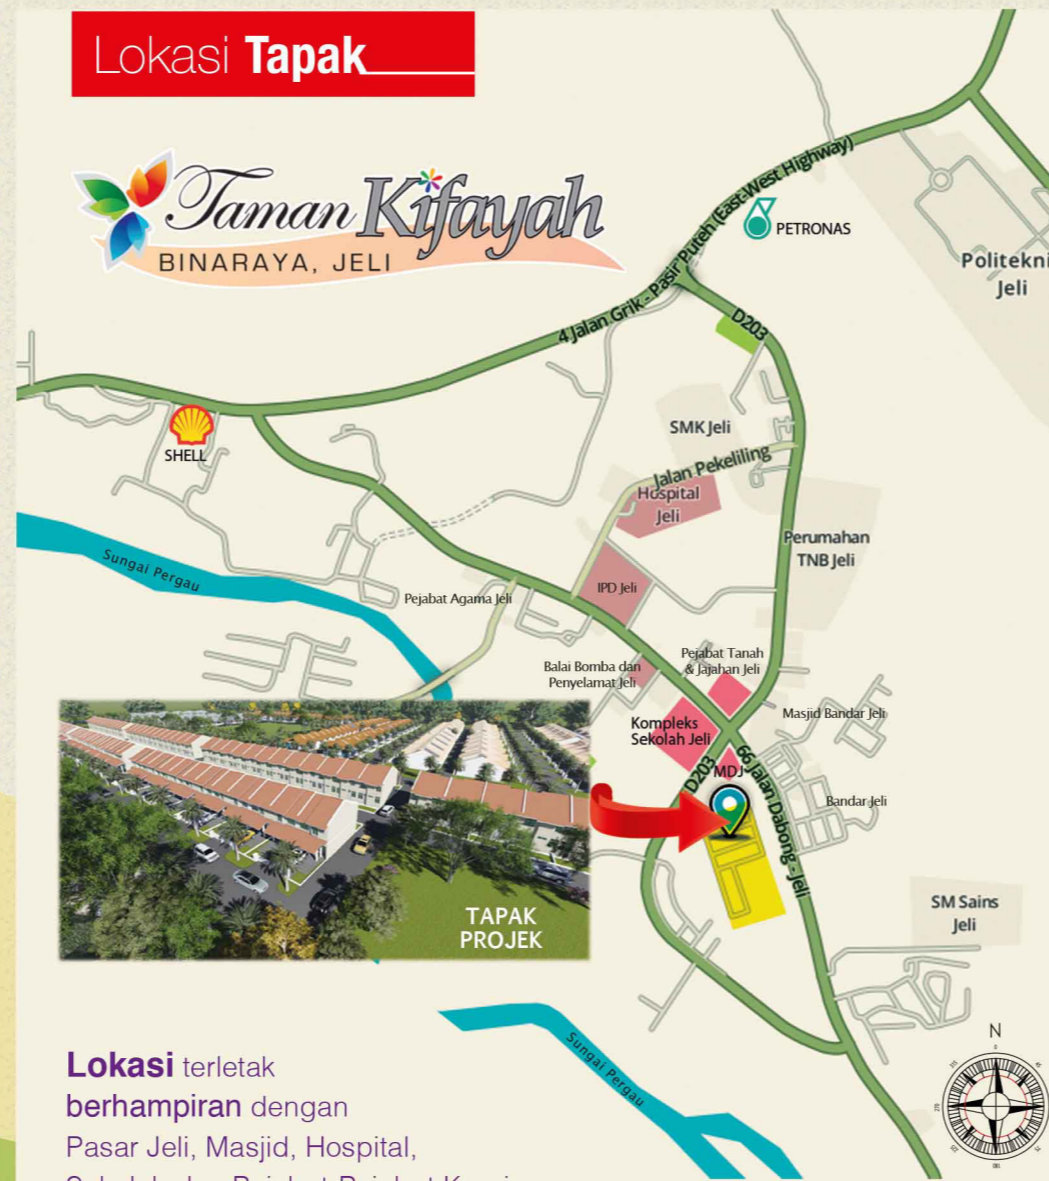 Lokasi Tapak
Taman Kifayah
BINARAYA, JELI
4 Jalan Grik - Pasir Puteh (East-West Highway)
PETRONAS
Politekni
Jeli
D203
SHELL
SMK Jeli
Jalan Pekeliling
Hospital
Jeli
Perumahan
TNB Jeli
Sungai Pergau
Pejabat Agama Jeli
IPD Jeli
Balai Bomba dan
Penyelamat Jeli
Pejabat Tanah
& Jajahan Jeli
Kompleks
Sekolah Jeli
Masjid Bandar Jeli
D203
MDJ
66 Jalan Dabong - Jeli
Bandar Jeli
TAPAK
PROJEK
SM Sains
Jeli
Sungai Pergau
N
Lokasi terletak
berhampiran dengan
Pasar Jeli, Masjid, Hospital,